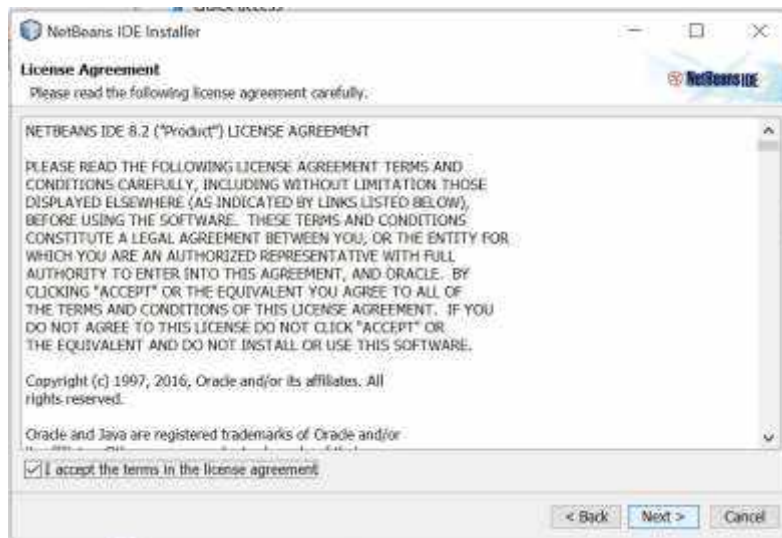 Quick access
NetBeans IDE Installer
License Agreement
Please read the following license agreement carefully.
NetBeans IDE
NETBEANS IDE 8.2 ("Product") LICENSE AGREEMENT
PLEASE READ THE FOLLOWING LICENSE AGREEMENT TERMS AND
CONDITIONS CAREFULLY, INCLUDING WITHOUT LIMITATION THOSE
DISPLAYED ELSEWHERE (AS INDICATED BY LINKS LISTED BELOW),
BEFORE USING THE SOFTWARE. THESE TERMS AND CONDITIONS
CONSTITUTE A LEGAL AGREEMENT BETWEEN YOU, OR THE ENTITY FOR
WHICH YOU ARE AN AUTHORIZED REPRESENTATIVE WITH FULL
AUTHORITY TO ENTER INTO THIS AGREEMENT, AND ORACLE. BY
CLICKING "ACCEPT" OR THE EQUIVALENT YOU AGREE TO ALL OF
THE TERMS AND CONDITIONS OF THIS LICENSE AGREEMENT. IF YOU
DO NOT AGREE TO THIS LICENSE DO NOT CLICK "ACCEPT" OR
THE EQUIVALENT AND DO NOT INSTALL OR USE THIS SOFTWARE.
Copyright (c) 1997, 2016, Oracle and/or its affiliates. All
rights reserved.
Oracle and Java are registered trademarks of Oracle and/or
I accept the terms in the license agreement
< Back
Next >
Cancel